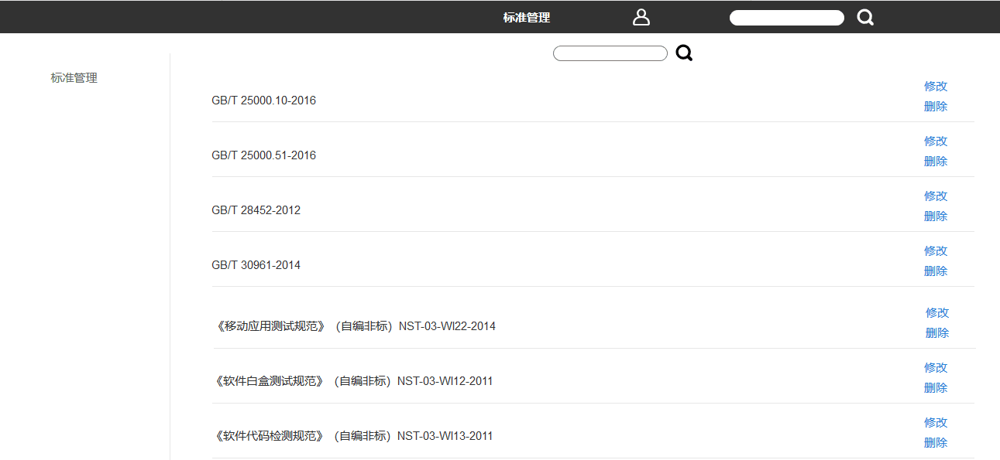 标准管理
标准管理
修改
GB/T 25000.10-2016
删除
修改
GB/T 25000.51-2016
删除
修改
GB/T 28452-2012
删除
修改
GB/T 30961-2014
删除
修改
《移动应用测试规范》（自编非标）NST-03-WI22-2014
删除
修改
《软件白盒测试规范》（自编非标）NST-03-WI12-2011
删除
修改
《软件代码检测规范》（自编非标）NST-03-WI13-2011
删除